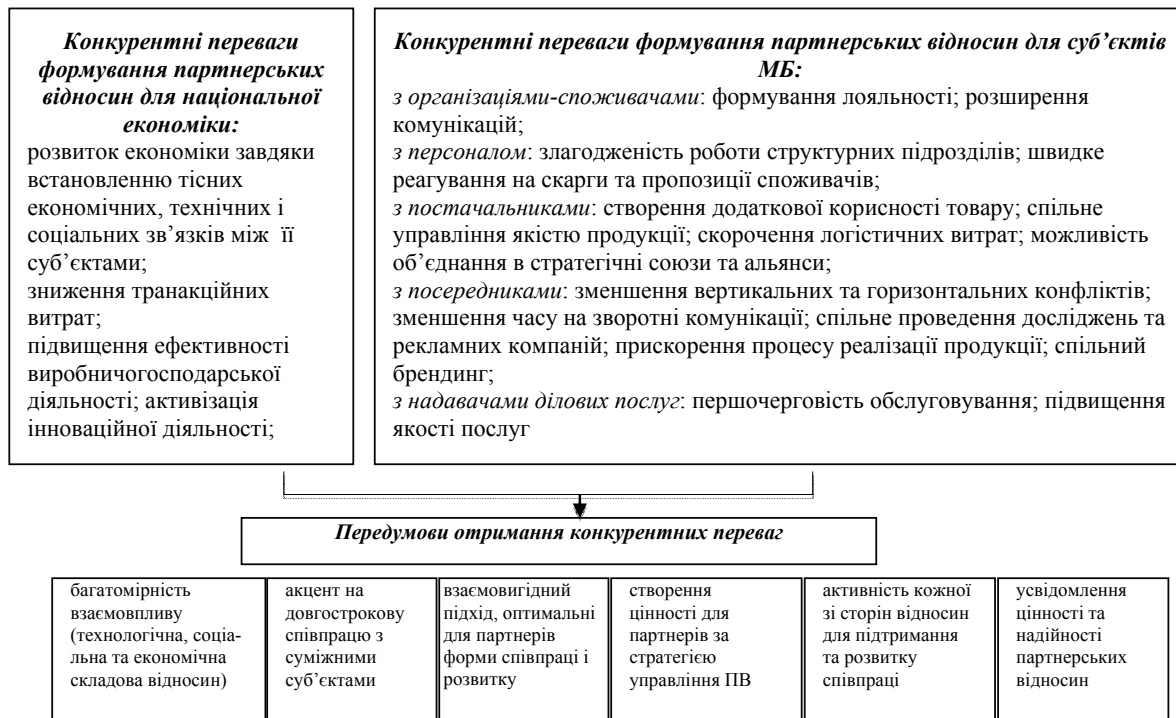 Конкурентні переваги
формування партнерських
відносин для національної
економіки:
розвиток економіки завдяки
встановленню тісних
економічних, технічних і
соціальних зв’язків між її
суб’єктами;
зниження транакційних
витрат;
підвищення ефективності
виробничогосподарської
діяльності; активізація
інноваційної діяльності;
Конкурентні переваги формування партнерських відносин для суб’єктів
МБ:
з організаціями-споживачами: формування лояльності; розширення
комунікацій;
з персоналом: злагодженість роботи структурних підрозділів; швидке
реагування на скарги та пропозиції споживачів;
з постачальниками: створення додаткової корисності товару; спільне
управління якістю продукції; скорочення логістичних витрат; можливість
об’єднання в стратегічні союзи та альянси;
з посередниками: зменшення вертикальних та горизонтальних конфліктів;
зменшення часу на зворотні комунікації; спільне проведення досліджень та
рекламних компаній; прискорення процесу реалізації продукції; спільний
брендинг;
з надавачами ділових послуг: першочерговість обслуговування; підвищення
якості послуг
Передумови отримання конкурентних переваг
багатомірність
взаємовпливу
(технологічна, соціа-
льна та економічна
складова відносин)
акцент на
довгострокову
співпрацю з
суміжними
суб’єктами
взаємовигідний
підхід, оптимальні
для партнерів
форми співпраці і
розвитку
створення
цінності для
партнерів за
стратегією
управління ПВ
активність кожної
зі сторін відносин
для підтримання
та розвитку
співпраці
усвідомлення
цінності та
надійності
партнерських
відносин